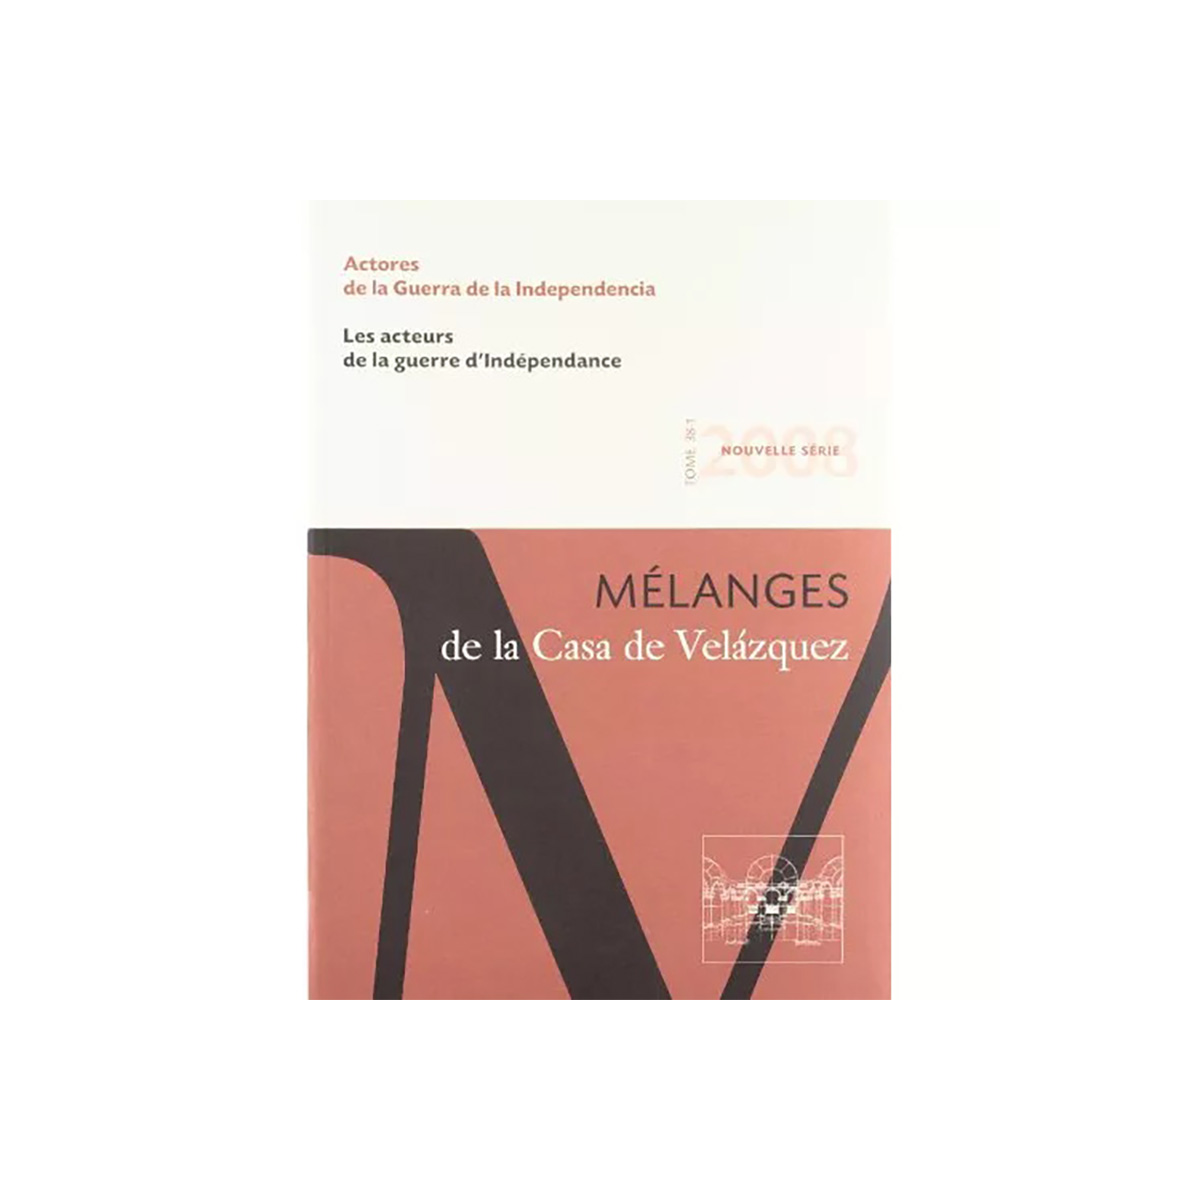 Actores
de la Guerra de la Independencia
Les acteurs
de la guerre d'Indépendance
TOME 38-1
2008
NOUVELLE SÉRIE
MÉLANGES
de la Casa de Velázquez